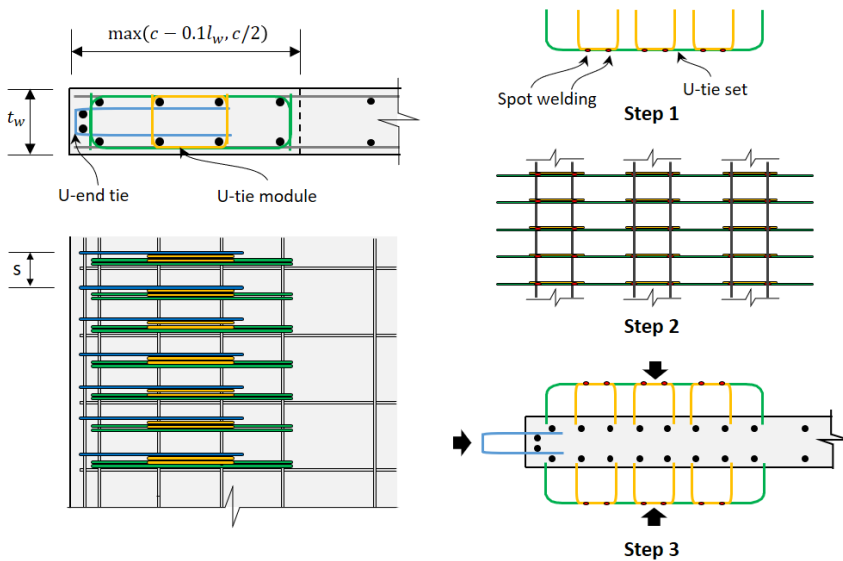 max(c − 0.1l_w, c/2)
t_w
U-end tie
U-tie module
s
Spot welding
U-tie set
Step 1
Step 2
Step 3